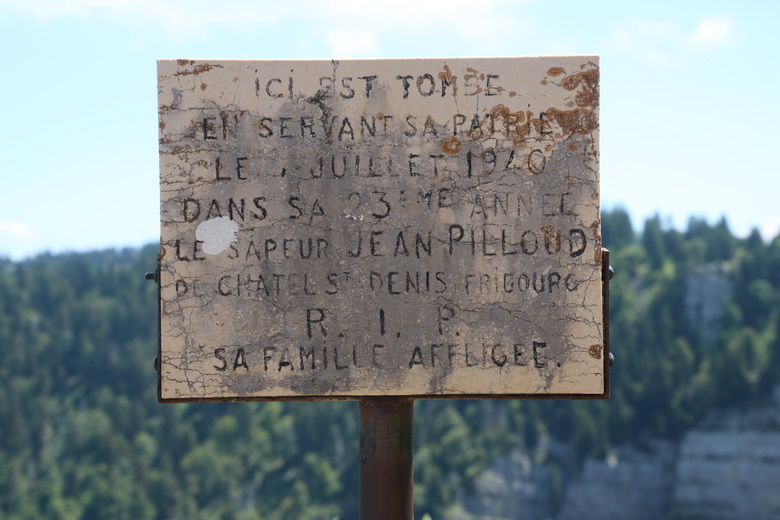 ICI EST TOMBE
EN SERVANT SA PATRIE
LE JUILLET 1940
DANS SA 23ÈME ANNEE
LE SAPEUR JEAN PILLOUD
DE CHATEL ST DENIS FRIBOURG
R. I. P.
SA FAMILLE AFFLIGEE.